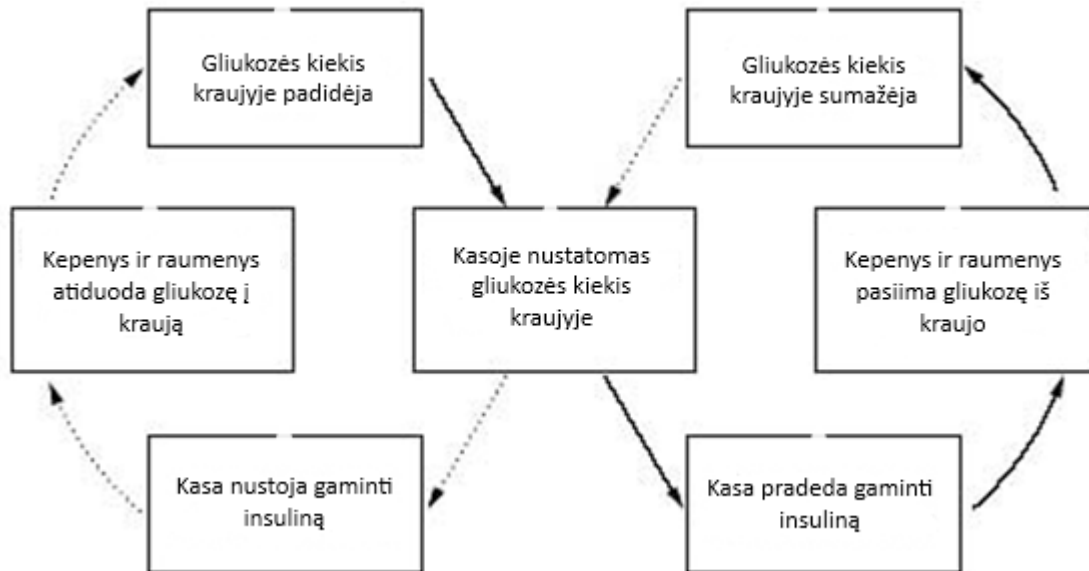 Gliukozės kiekis
kraujyje padidėja
Gliukozės kiekis
kraujyje sumažėja
Kepenys ir raumenys
atiduoda gliukozę į
kraują
Kasoje nustatomas
gliukozės kiekis
kraujyje
Kepenys ir raumenys
pasiima gliukozę iš
kraujo
Kasa nustoja gaminti
insuliną
Kasa pradeda gaminti
insuliną